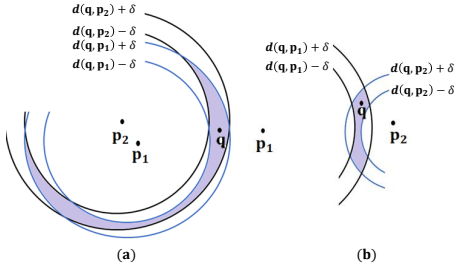 d(q,p₂) + δ
d(q,p₂) − δ
d(q,p₁) + δ
d(q,p₁) − δ
p₂
p₁
q
(a)
d(q,p₁) + δ
d(q,p₁) − δ
d(q,p₂) + δ
d(q,p₂) − δ
q
p₁
p₂
(b)